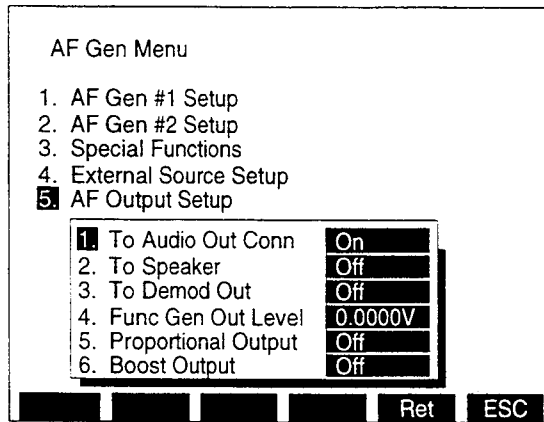 AF Gen Menu
1. AF Gen #1 Setup
2. AF Gen #2 Setup
3. Special Functions
4. External Source Setup
5. AF Output Setup
1. To Audio Out Conn On
2. To Speaker Off
3. To Demod Out Off
4. Func Gen Out Level 0.0000V
5. Proportional Output Off
6. Boost Output Off
Ret ESC